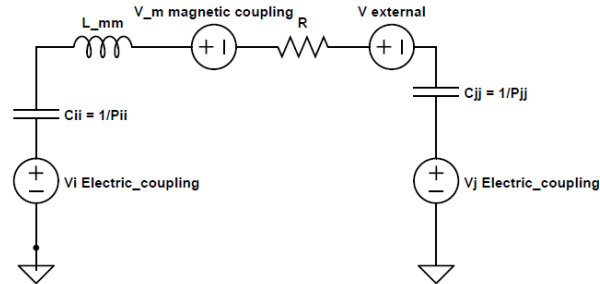 L_mm
V_m magnetic coupling
R
V external
Cii = 1/Pii
Cjj = 1/Pjj
Vi Electric_coupling
Vj Electric_coupling